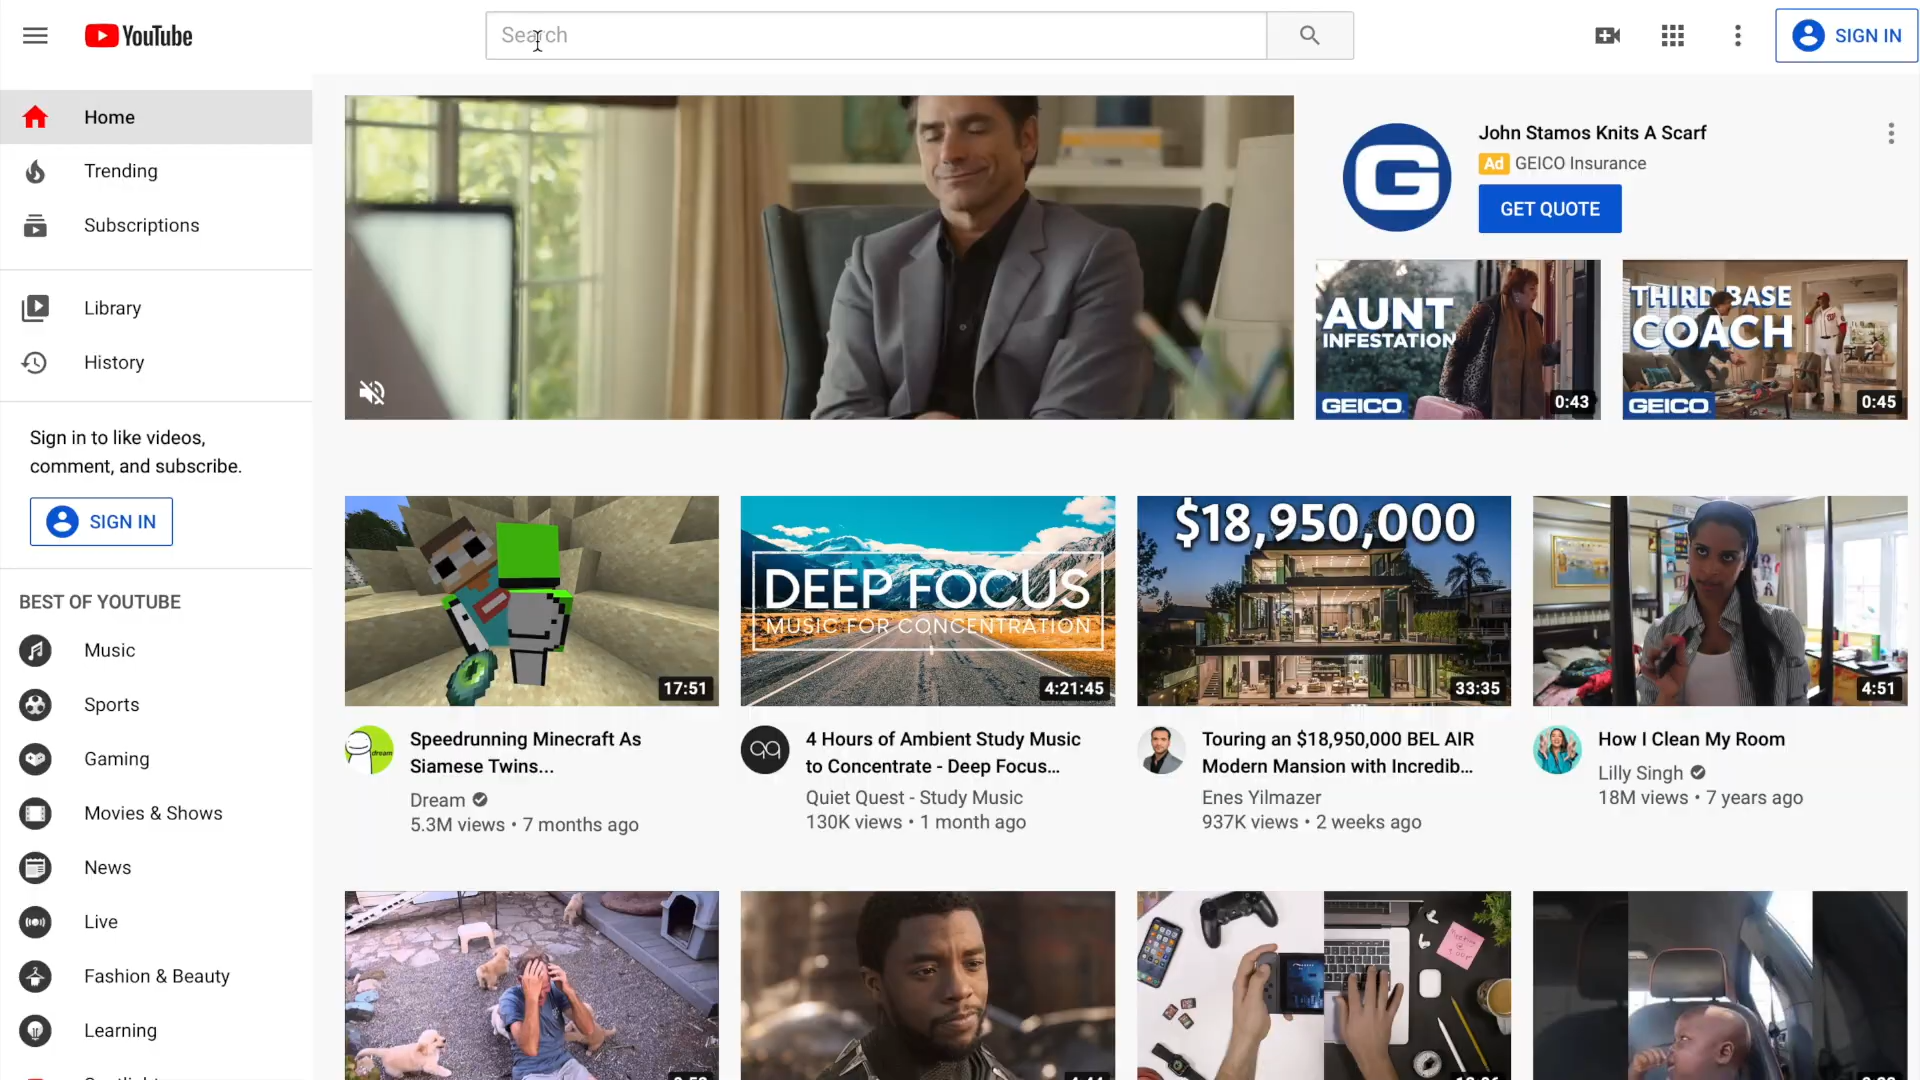 YouTube
Search
SIGN IN
Home
Trending
Subscriptions
Library
History
Sign in to like videos,
comment, and subscribe.
SIGN IN
BEST OF YOUTUBE
Music
Sports
Gaming
Movies & Shows
News
Live
Fashion & Beauty
Learning
John Stamos Knits A Scarf
Ad GEICO Insurance
GET QUOTE
AUNT
INFESTATION
GEICO
0:43
THIRD BASE
COACH
GEICO
0:45
17:51
Speedrunning Minecraft As
Siamese Twins...
Dream
5.3M views • 7 months ago
DEEP FOCUS
MUSIC FOR CONCENTRATION
4:21:45
4 Hours of Ambient Study Music
to Concentrate - Deep Focus...
Quiet Quest - Study Music
130K views • 1 month ago
$18,950,000
33:35
Touring an $18,950,000 BEL AIR
Modern Mansion with Incredib...
Enes Yilmazer
937K views • 2 weeks ago
4:51
How I Clean My Room
Lilly Singh
18M views • 7 years ago